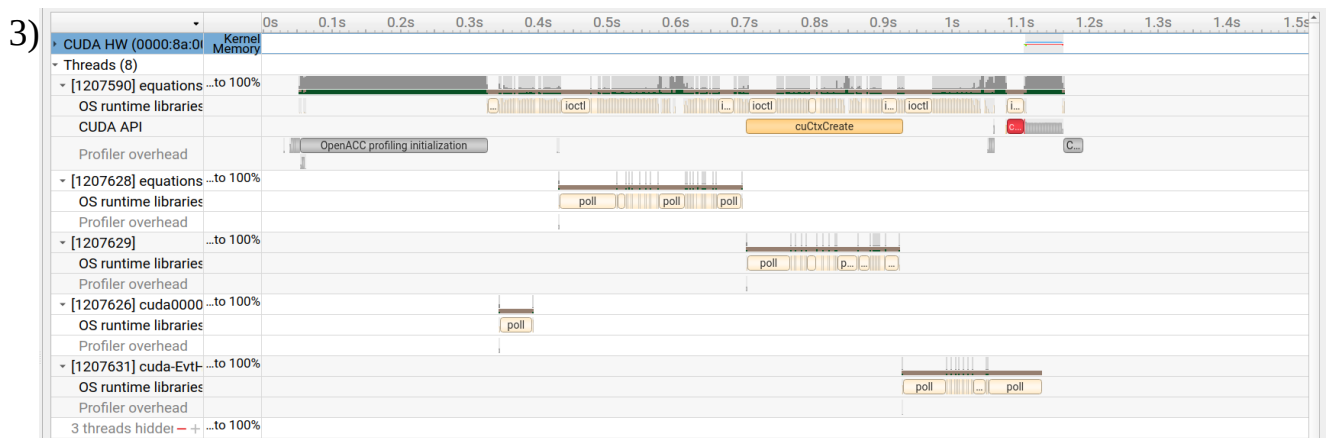 3)
0s 0.1s 0.2s 0.3s 0.4s 0.5s 0.6s 0.7s 0.8s 0.9s 1s 1.1s 1.2s 1.3s 1.4s 1.5s
CUDA HW (0000:8a:00 Kernel
Memory
Threads (8)
[1207590] equations ...to 100%
OS runtime libraries ... ioctl i... ioctl i... ioctl i...
CUDA API cuCtxCreate c...
Profiler overhead OpenACC profiling initialization C...
[1207628] equations ...to 100%
OS runtime libraries poll poll poll
Profiler overhead
[1207629] ...to 100%
OS runtime libraries poll p... ... ...
Profiler overhead
[1207626] cuda0000 ...to 100%
OS runtime libraries poll
Profiler overhead
[1207631] cuda-EvtH ...to 100%
OS runtime libraries poll ... poll
Profiler overhead
3 threads hidden — + ...to 100%